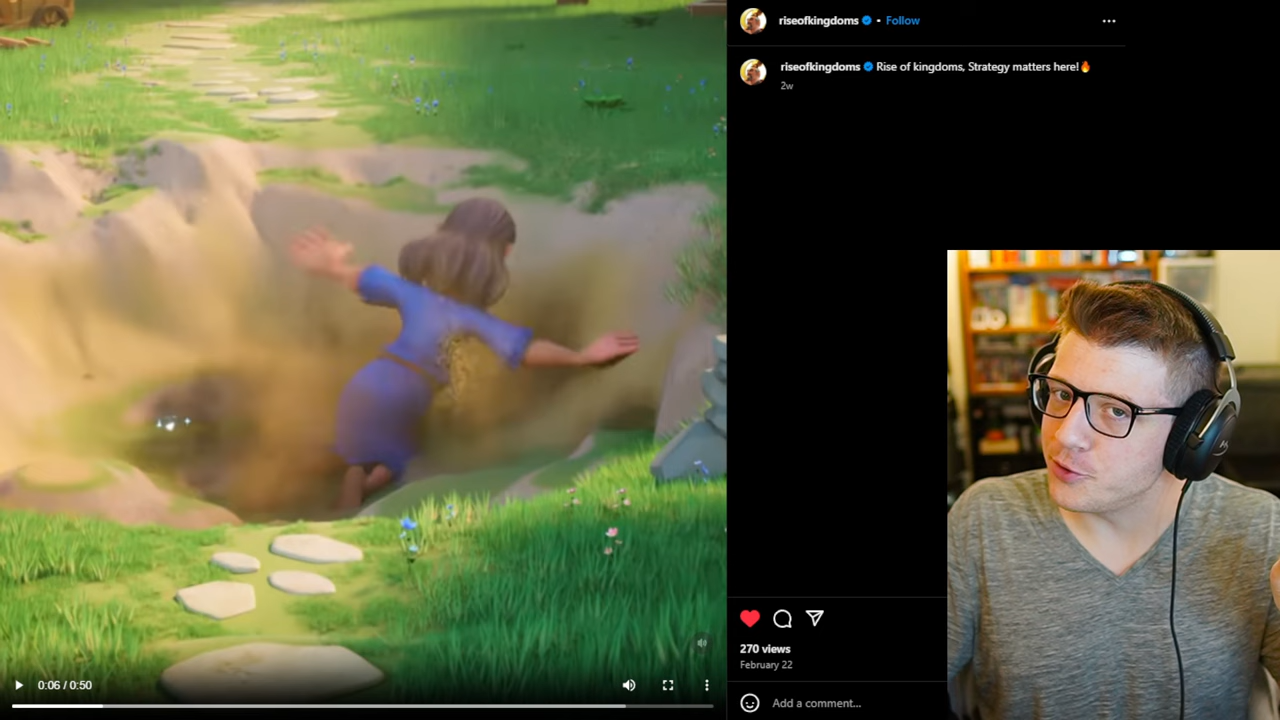 riseofkingdoms • Follow
riseofkingdoms Rise of kingdoms, Strategy matters here!🔥
2w
270 views
February 22
0:06 / 0:50
Add a comment...